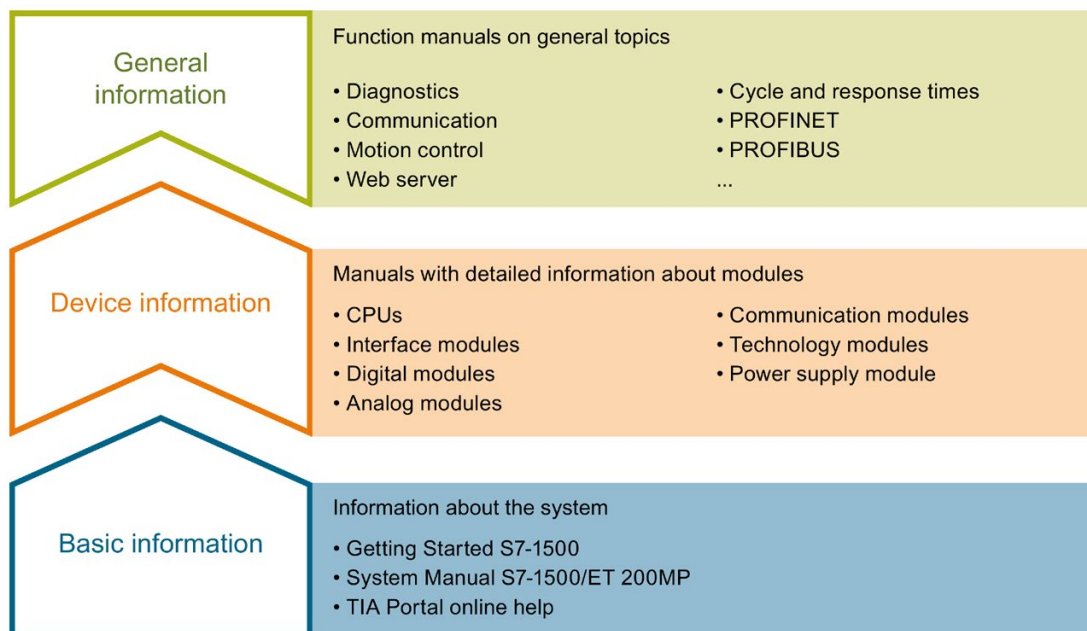 General
information
Function manuals on general topics
• Diagnostics
• Communication
• Motion control
• Web server
• Cycle and response times
• PROFINET
• PROFIBUS
...
Device information
Manuals with detailed information about modules
• CPUs
• Interface modules
• Digital modules
• Analog modules
• Communication modules
• Technology modules
• Power supply module
Basic information
Information about the system
• Getting Started S7-1500
• System Manual S7-1500/ET 200MP
• TIA Portal online help